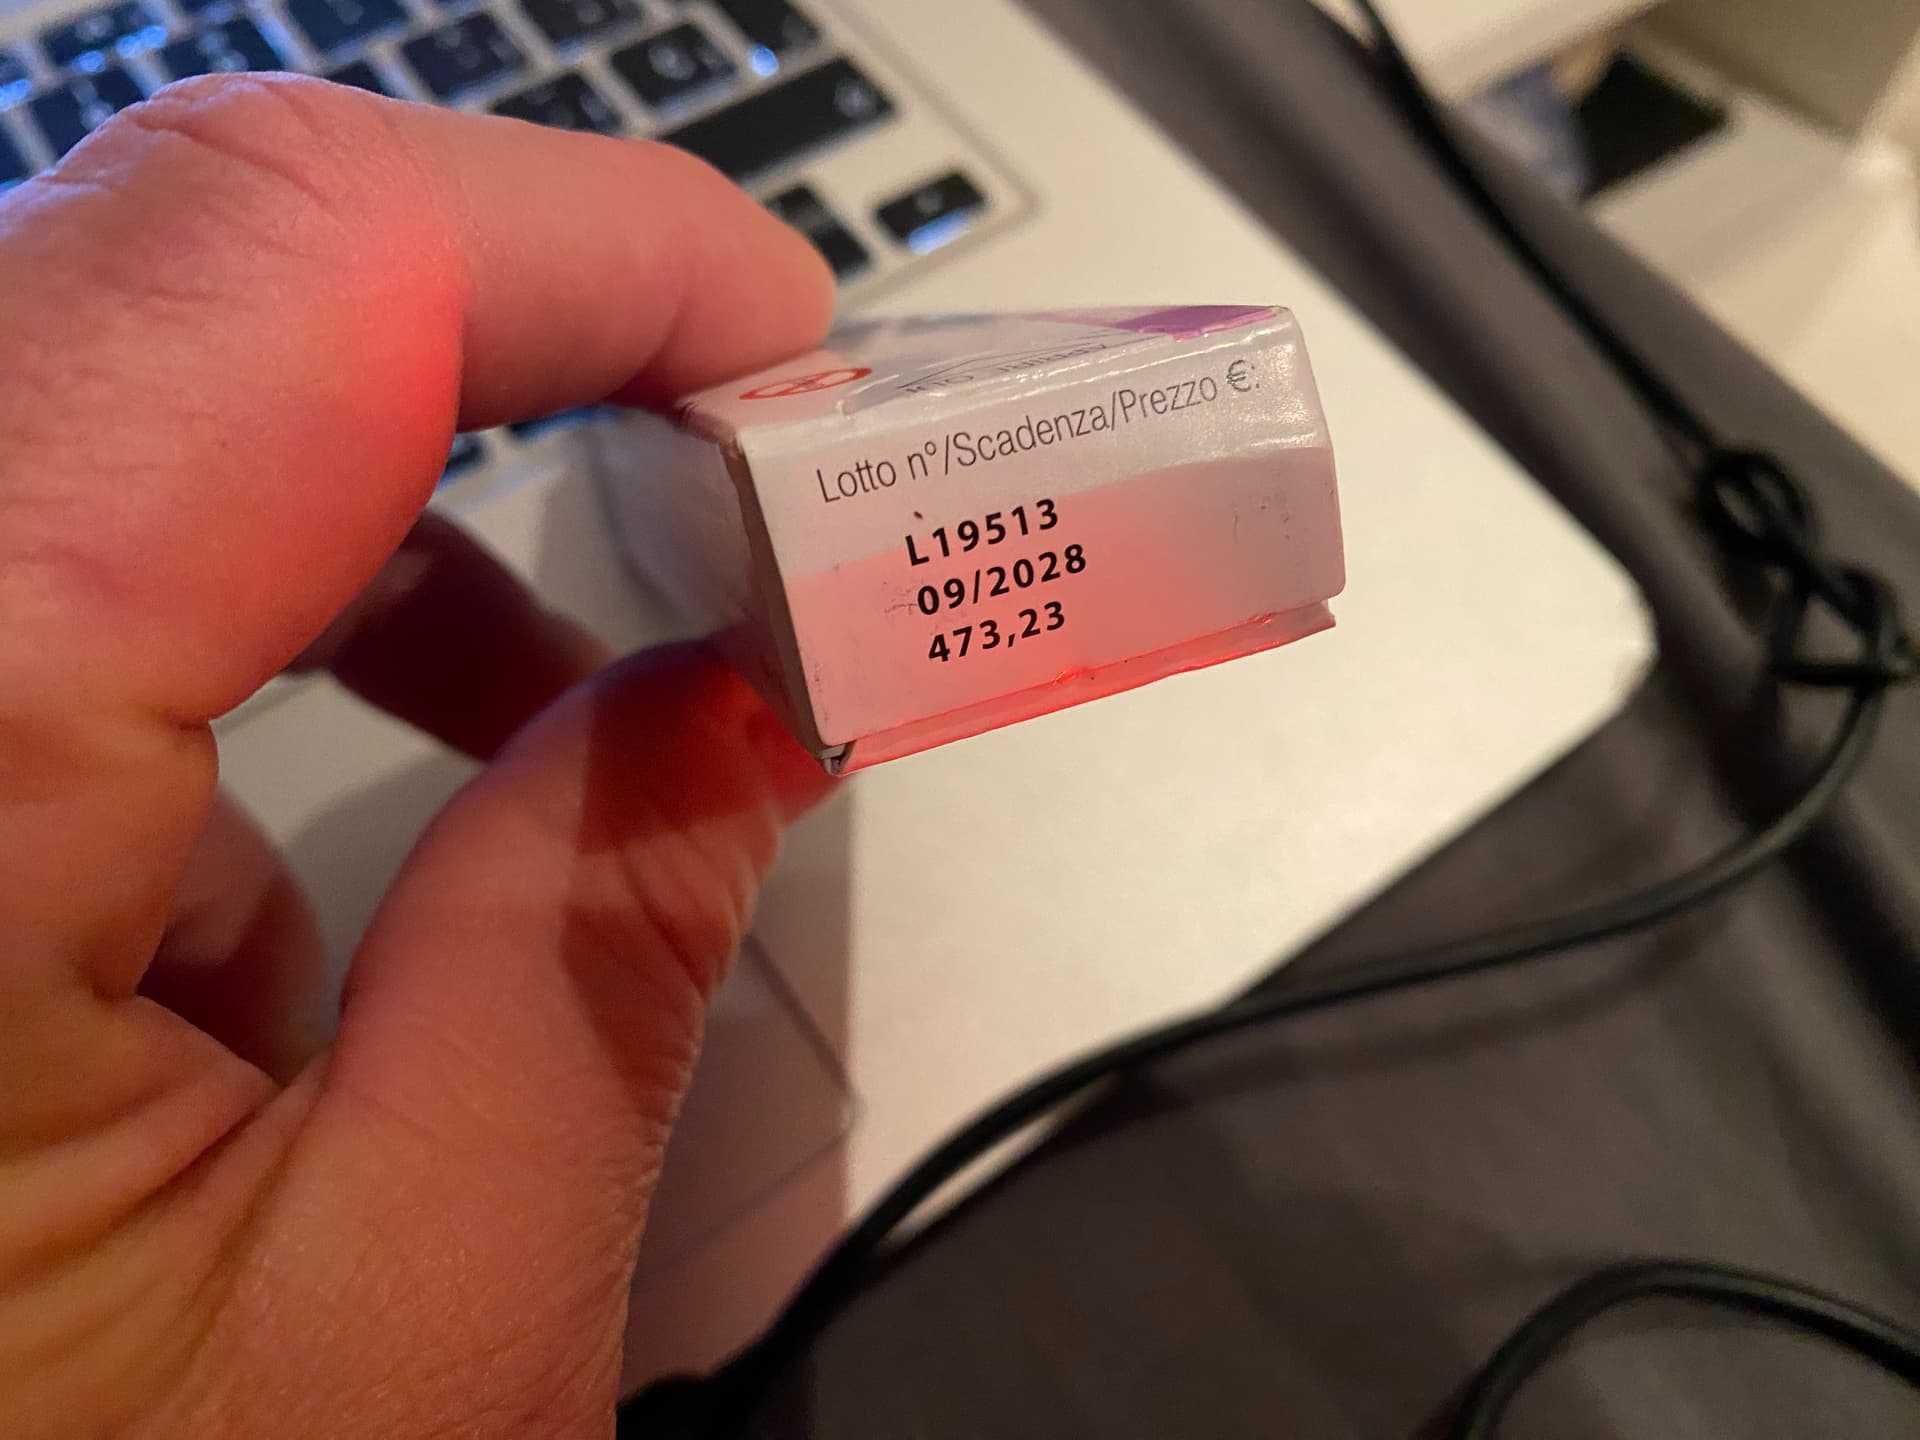 Lotto n°/Scadenza/Prezzo €:
L19513
09/2028
473,23